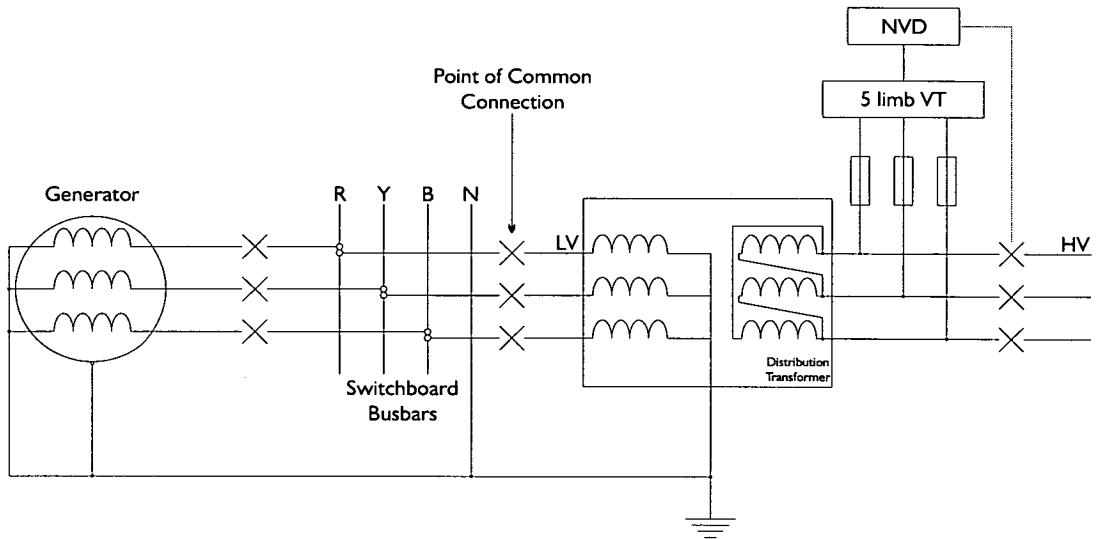 NVD
Point of Common
Connection
5 limb VT
Generator
R Y B N
LV
HV
Distribution
Transformer
Switchboard
Busbars